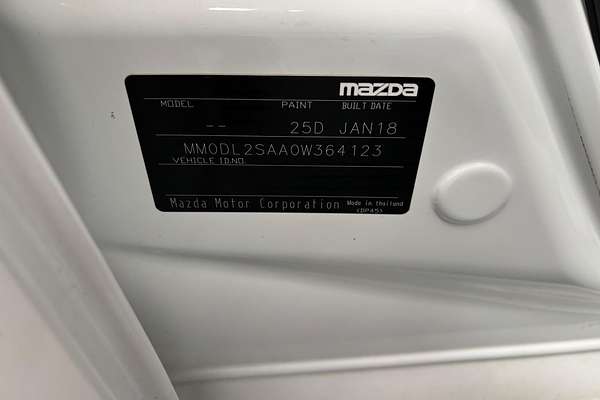 mazda
MODEL PAINT BUILT DATE
-- 25D JAN18
MM0DL2SAA0W364123
VEHICLE ID.NO.
Mazda Motor Corporation Made in Thailand
(DP45)